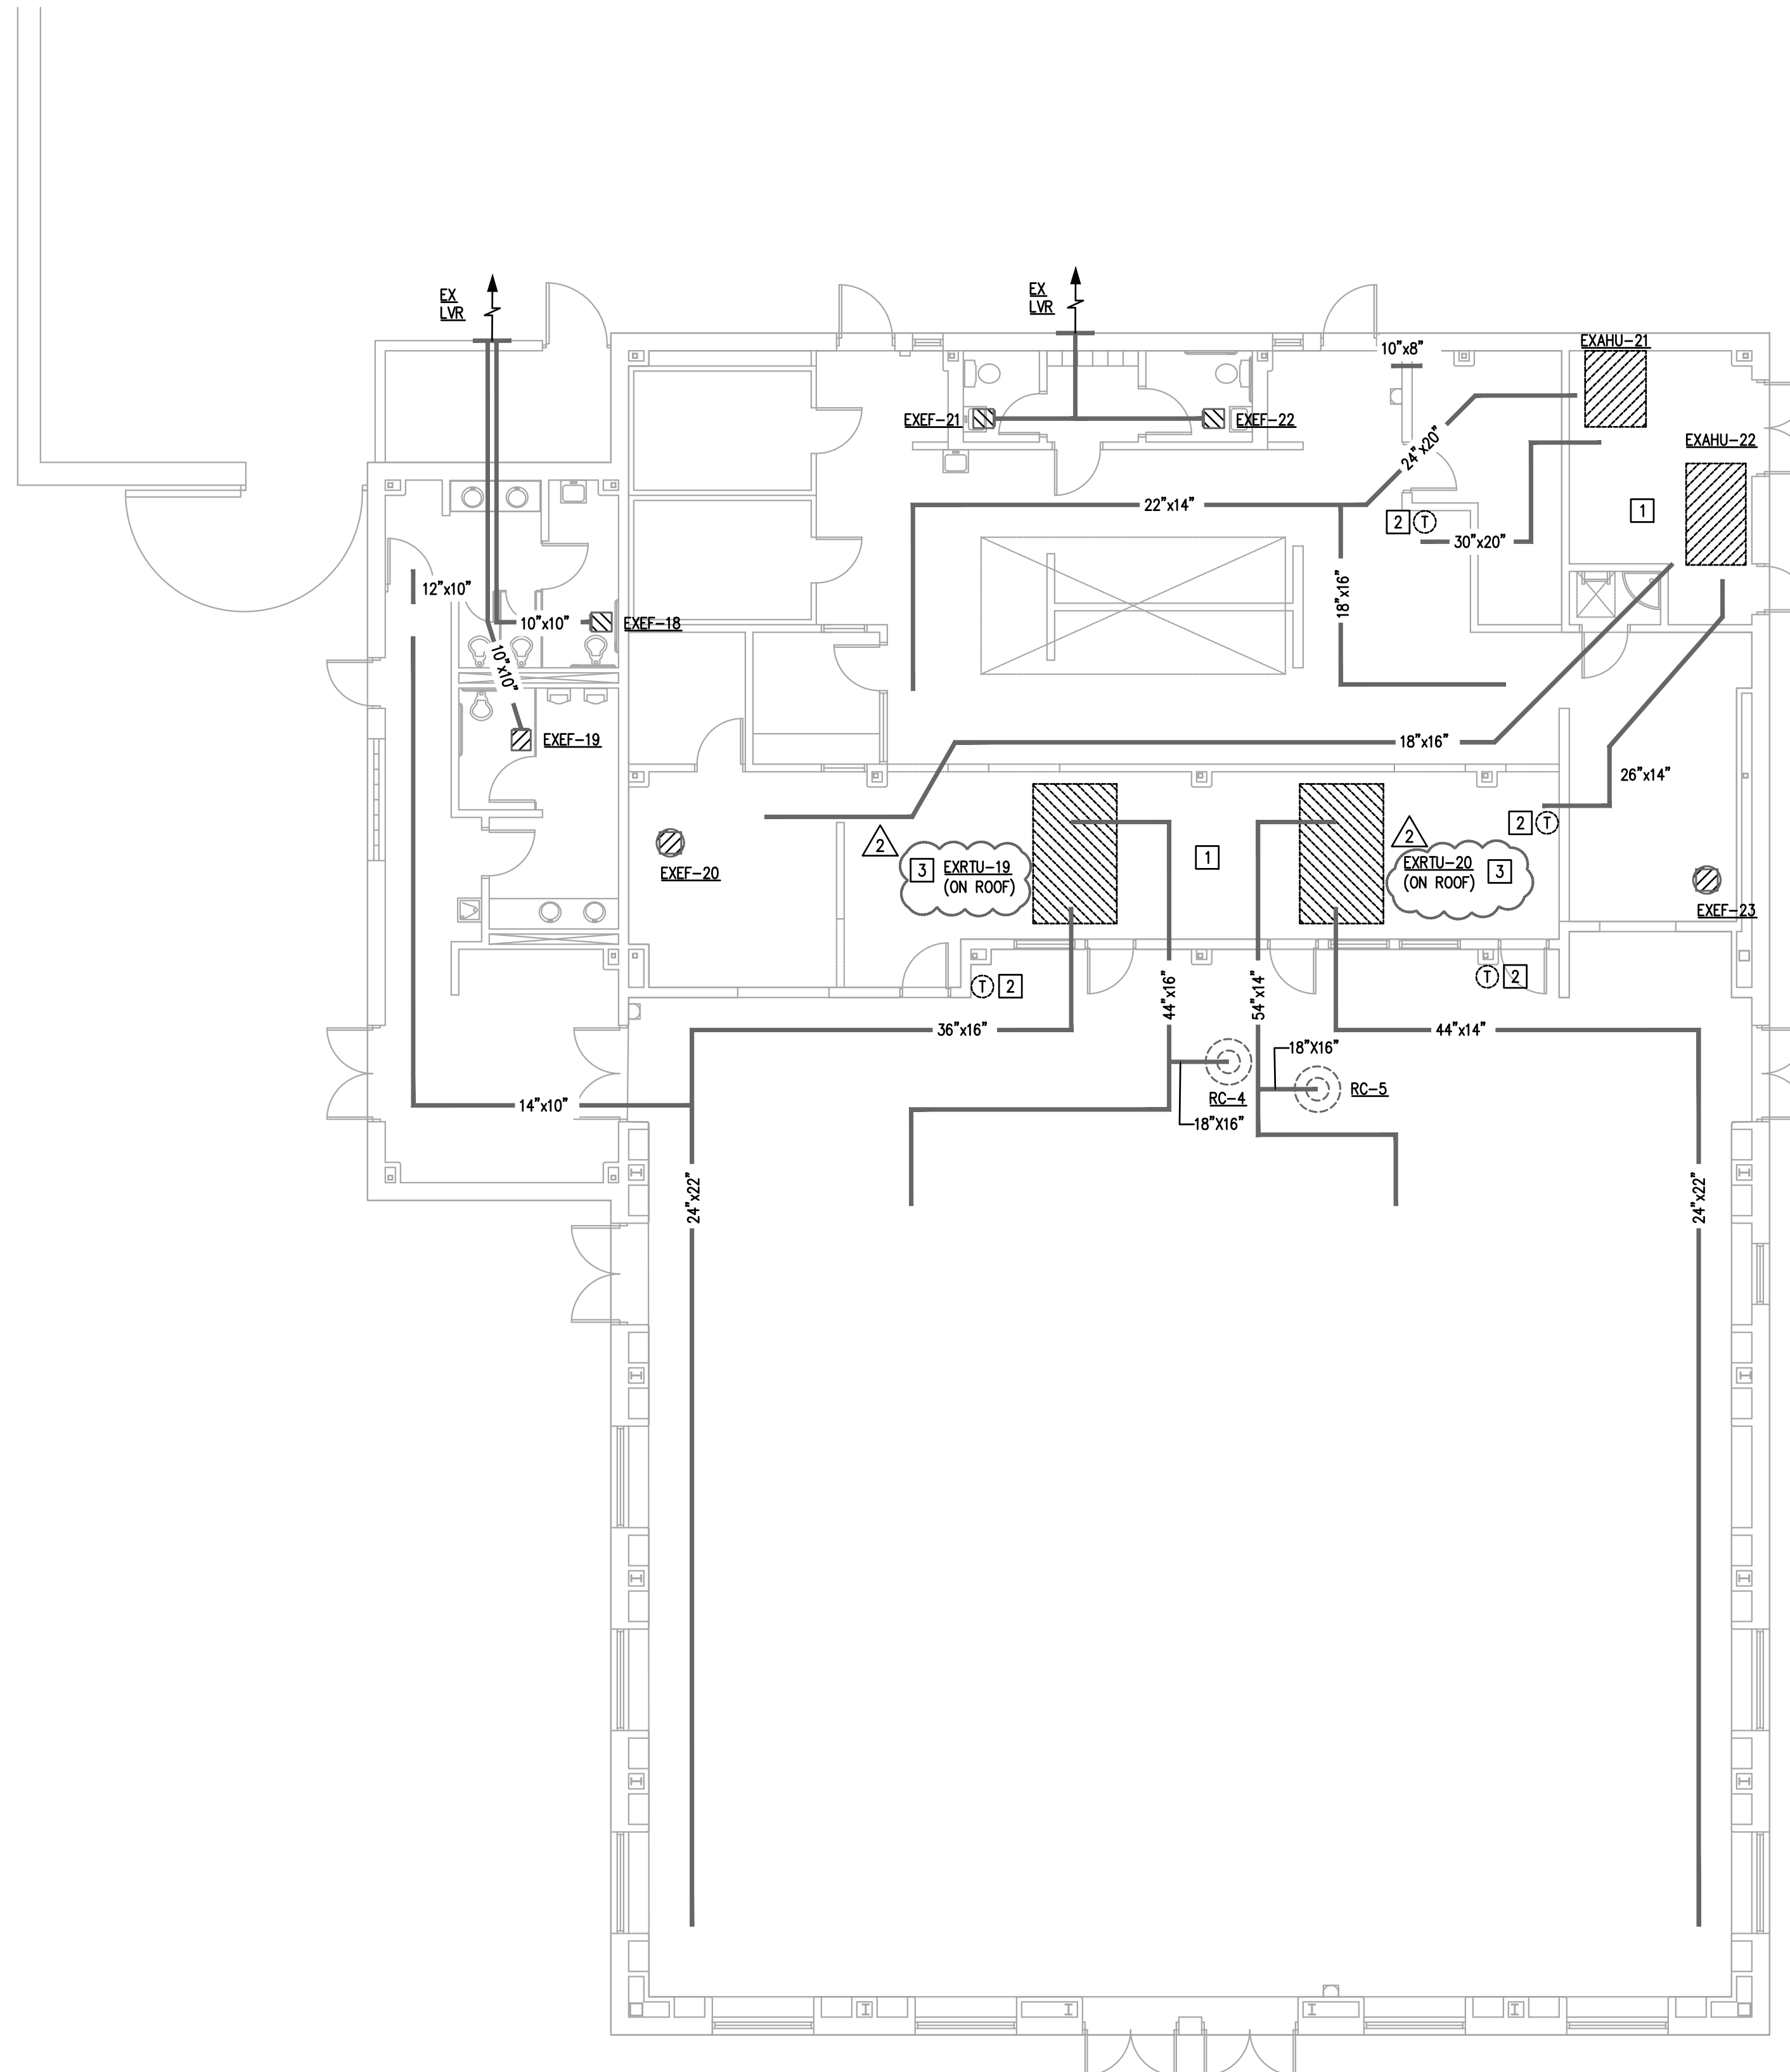 EX
LVR
EX
LVR
EXAHU-21
10"x8"
EXEF-21
EXEF-22
EXAHU-22
24"x20"
22"x14"
1
2 T
30"x20"
12"x10"
18"x16"
10"x10"
EXEF-18
10"x10"
EXEF-19
18"x16"
26"x14"
2 T
2
2
EXEF-20
3 EXRTU-19
(ON ROOF)
1
EXRTU-20 3
(ON ROOF)
EXEF-23
T 2
T 2
44"x16"
54"x14"
36"x16"
44"x14"
18"X16"
RC-4
RC-5
14"x10"
18"X16"
24"x22"
24"x22"